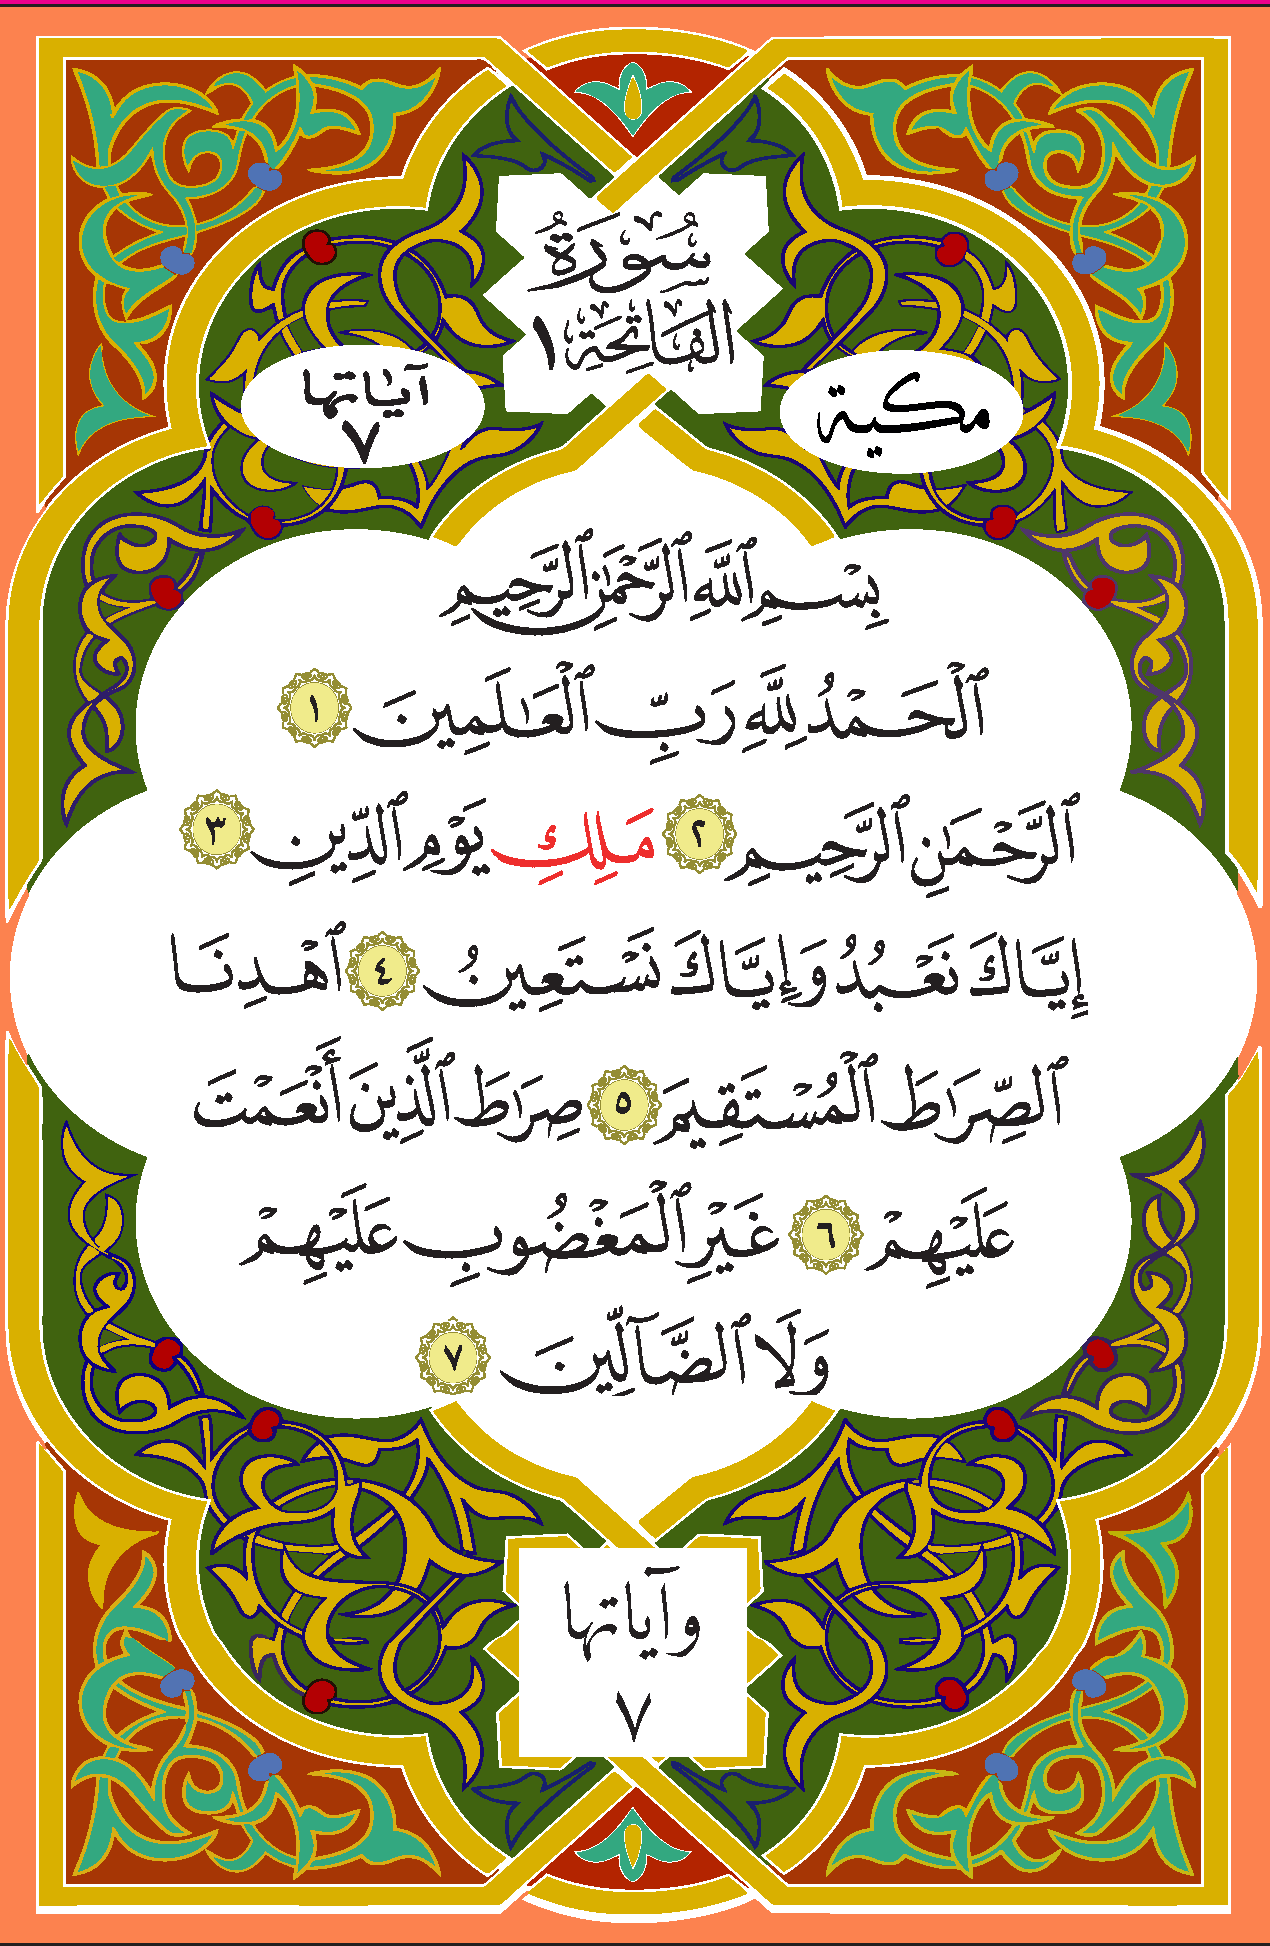 سُورَةُ
الفَاتِحَةِ ١
مكية
آيَاتها
٧
بِسْمِ ٱللَّهِ ٱلرَّحْمَٰنِ ٱلرَّحِيمِ
ٱلْحَمْدُ لِلَّهِ رَبِّ ٱلْعَٰلَمِينَ ١
ٱلرَّحْمَٰنِ ٱلرَّحِيمِ ٢ مَلِكِ يَوْمِ ٱلدِّينِ ٣
إِيَّاكَ نَعْبُدُ وَإِيَّاكَ نَسْتَعِينُ ٤ ٱهْدِنَا
ٱلصِّرَٰطَ ٱلْمُسْتَقِيمَ ٥ صِرَٰطَ ٱلَّذِينَ أَنْعَمْتَ
عَلَيْهِمْ ٦ غَيْرِ ٱلْمَغْضُوبِ عَلَيْهِمْ
وَلَا ٱلضَّآلِّينَ ٧
وآياتها
٧